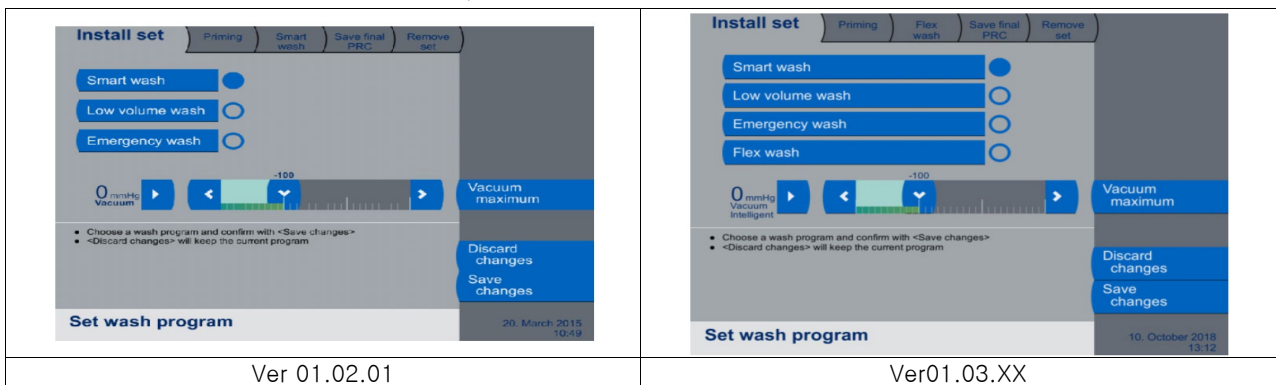 Install set
Priming
Smart
wash
Save final
PRC
Remove
set
Smart wash
Low volume wash
Emergency wash
-100
0 mmHg
Vacuum
Vacuum
maximum
• Choose a wash program and confirm with <Save changes>
• <Discard changes> will keep the current program
Discard
changes
Save
changes
Set wash program
20. March 2015
10:49
Ver 01.02.01
Install set
Priming
Flex
wash
Save final
PRC
Remove
set
Smart wash
Low volume wash
Emergency wash
Flex wash
-100
0 mmHg
Vacuum
Intelligent
Vacuum
maximum
• Choose a wash program and confirm with <Save changes>
• <Discard changes> will keep the current program
Discard
changes
Save
changes
Set wash program
10. October 2018
13:12
Ver01.03.XX